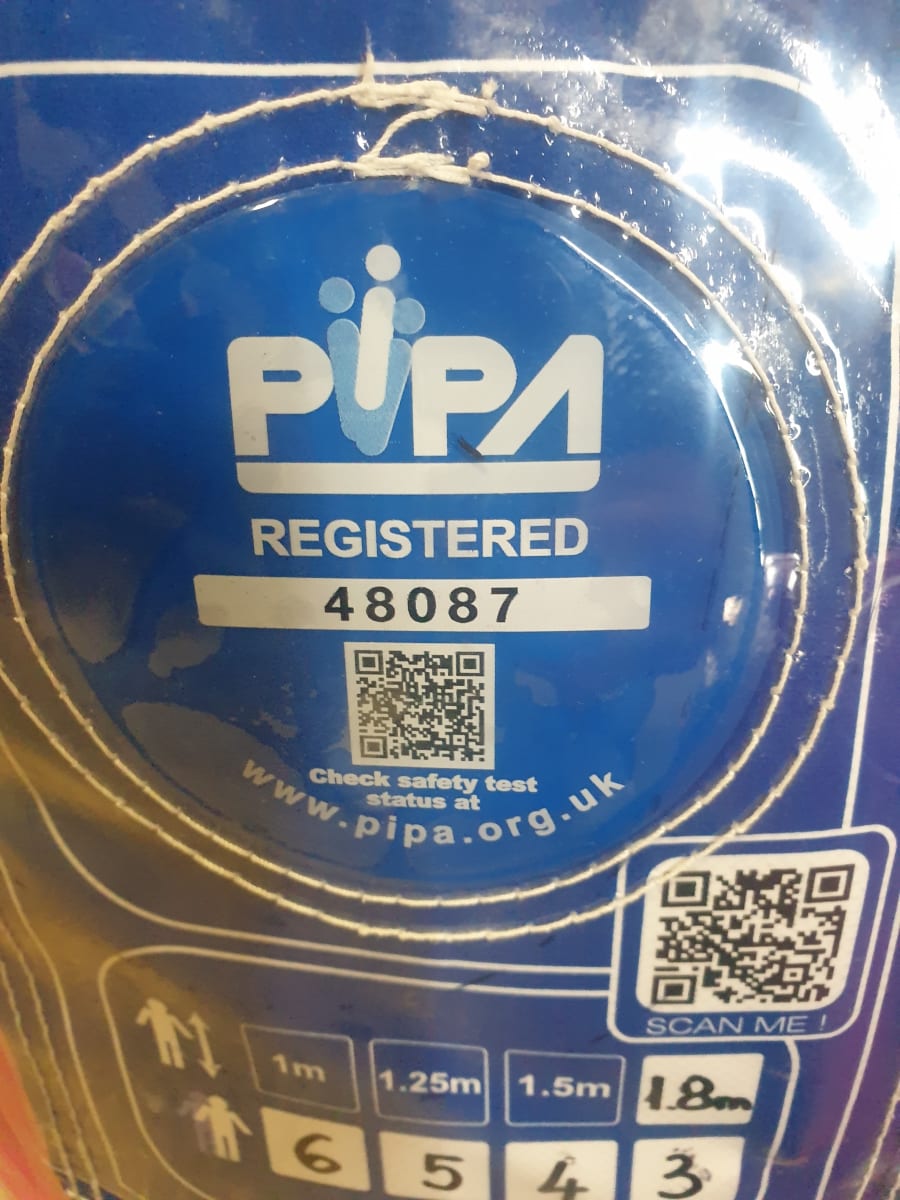 PiPA
REGISTERED
48087
Check safety test
status at
www.pipa.org.uk
SCAN ME !
1m 1.25m 1.5m 1.8m
6 5 4 3